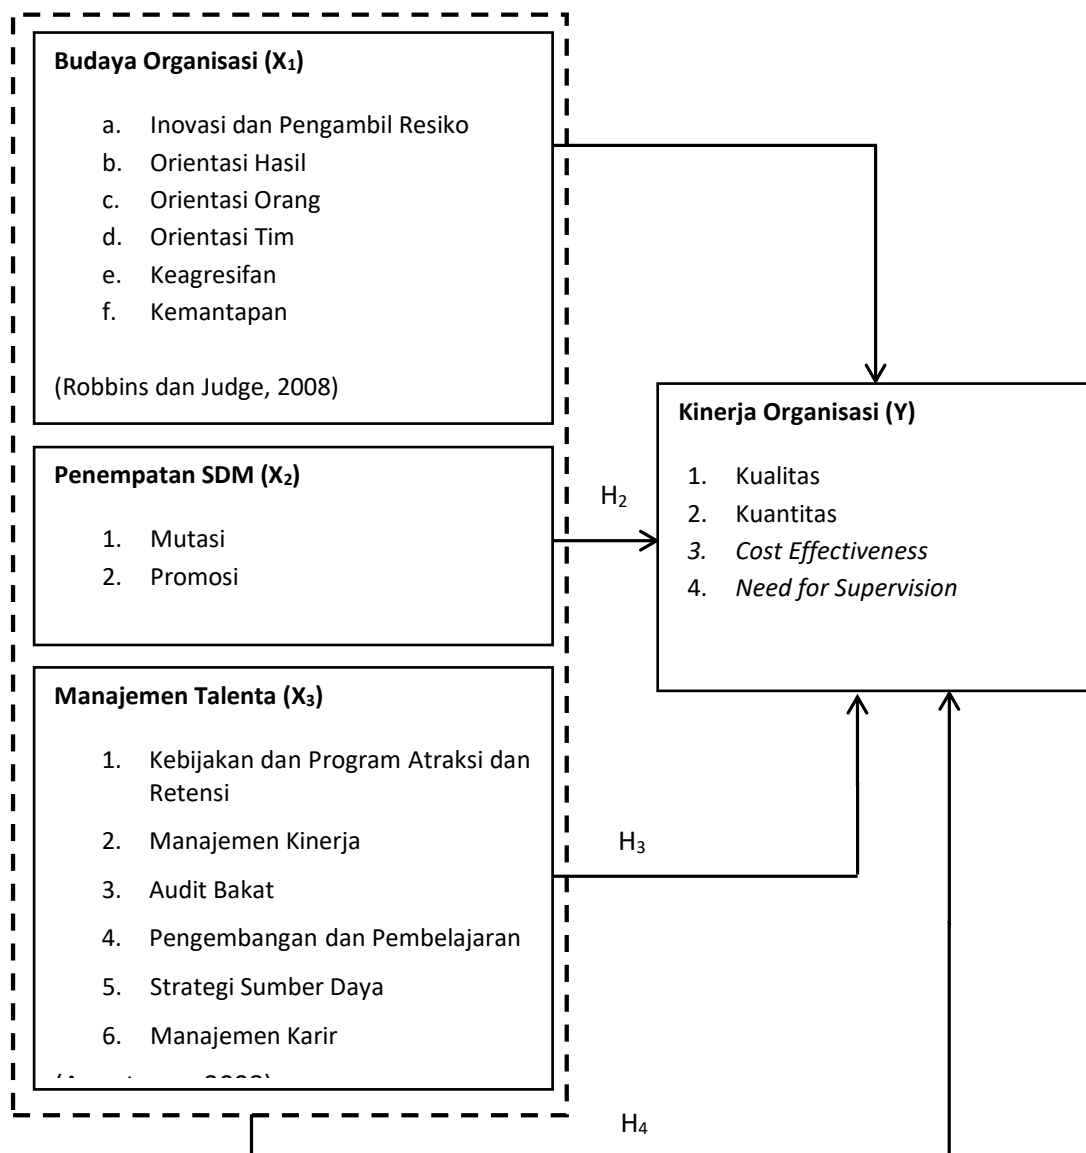 Budaya Organisasi (X₁)
a. Inovasi dan Pengambil Resiko
b. Orientasi Hasil
c. Orientasi Orang
d. Orientasi Tim
e. Keagresifan
f. Kemantapan
(Robbins dan Judge, 2008)
Penempatan SDM (X₂)
1. Mutasi
2. Promosi
Manajemen Talenta (X₃)
1. Kebijakan dan Program Atraksi dan
Retensi
2. Manajemen Kinerja
3. Audit Bakat
4. Pengembangan dan Pembelajaran
5. Strategi Sumber Daya
6. Manajemen Karir
H₂
H₃
H₄
Kinerja Organisasi (Y)
1. Kualitas
2. Kuantitas
3. Cost Effectiveness
4. Need for Supervision